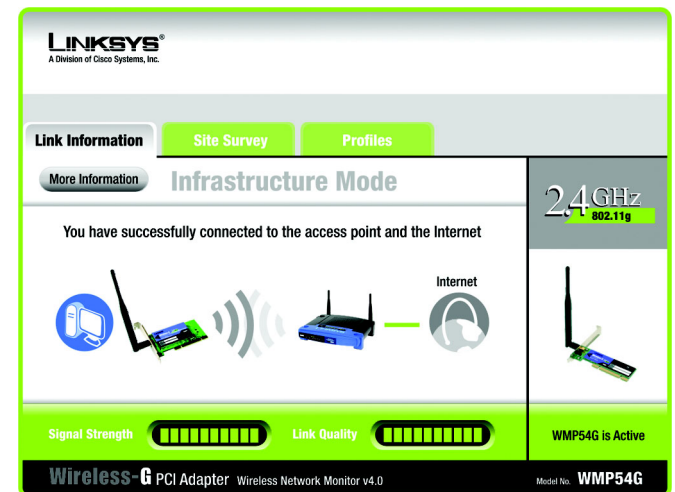 LINKSYS®
A Division of Cisco Systems, Inc.
Link Information
Site Survey
Profiles
More Information
Infrastructure Mode
2.4 GHz
802.11g
You have successfully connected to the access point and the Internet
Internet
Signal Strength
Link Quality
WMP54G is Active
Wireless-G PCI Adapter Wireless Network Monitor v4.0
Model No. WMP54G